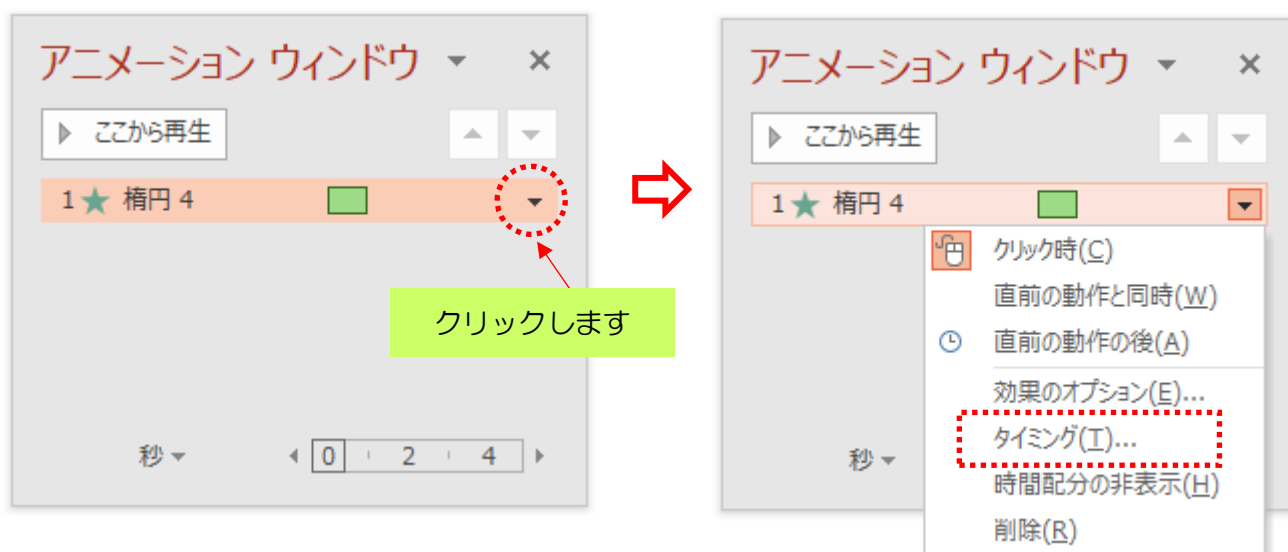 アニメーション ウィンドウ
ここから再生
1 楕円 4
クリックします
秒
0 2 4
アニメーション ウィンドウ
ここから再生
1 楕円 4
クリック時(C)
直前の動作と同時(W)
直前の動作の後(A)
効果のオプション(E)...
タイミング(T)...
時間配分の非表示(H)
削除(R)
秒